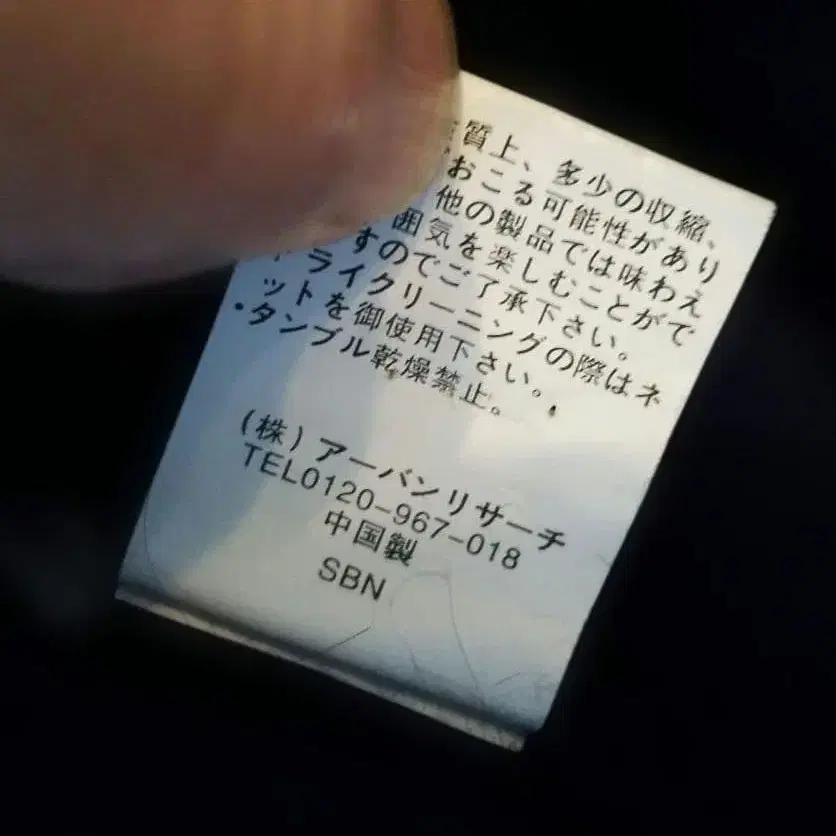 質上、多少の収縮、
おこる可能性があり
他の製品では味わえ
囲気を楽しむことがで
すのでご了承下さい。
ライクリーニングの際はネ
ットを御使用下さい。
・タンブル乾燥禁止。
(株)アーバンリサーチ
TEL0120-967-018
中国製
SBN